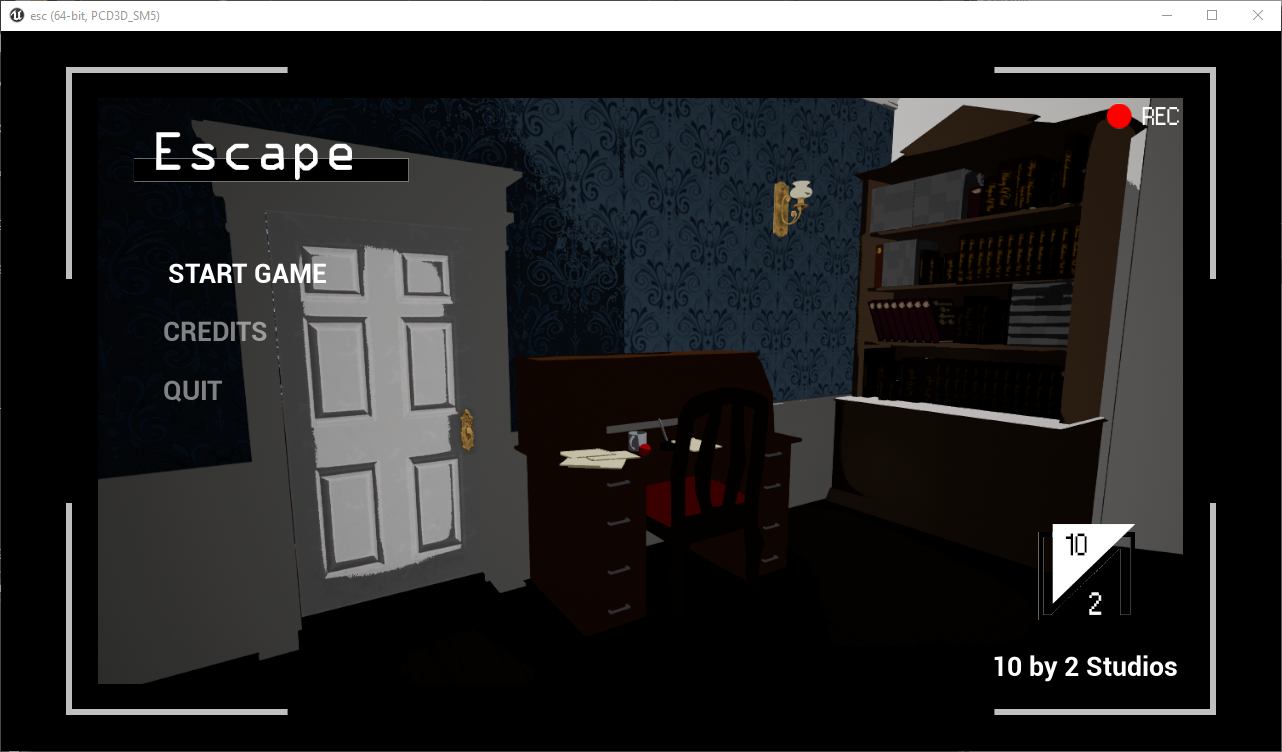 esc (64-bit, PCD3D_SM5)
REC
Escape
START GAME
CREDITS
QUIT
10
2
10 by 2 Studios